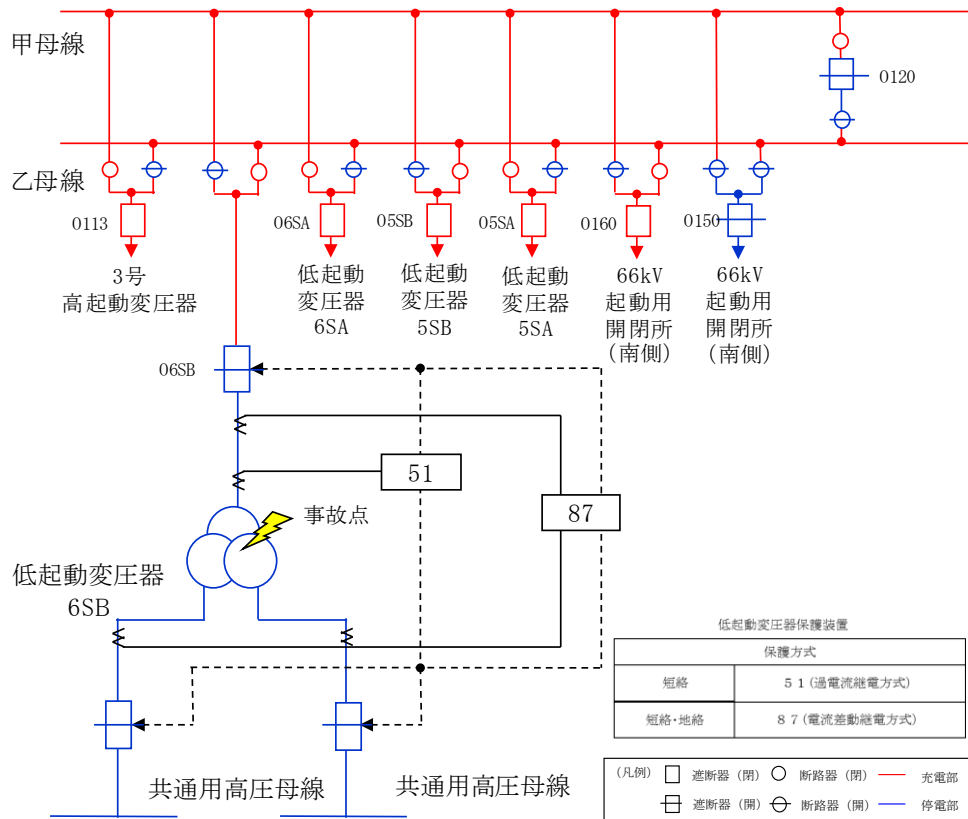 甲母線
O120
乙母線
O113
06SA
05SB
05SA
O160
O150
3号
高起動変圧器
低起動
変圧器
6SA
低起動
変圧器
5SB
低起動
変圧器
5SA
66kV
起動用
開閉所
(南側)
66kV
起動用
開閉所
(南側)
06SB
51
87
事故点
低起動変圧器
6SB
低起動変圧器保護装置
保護方式
短絡 51(過電流継電方式)
短絡・地絡 87(電流差動継電方式)
共通用高圧母線
共通用高圧母線
(凡例) 遮断器(閉) 断路器(閉) 充電部
遮断器(開) 断路器(開) 停電部